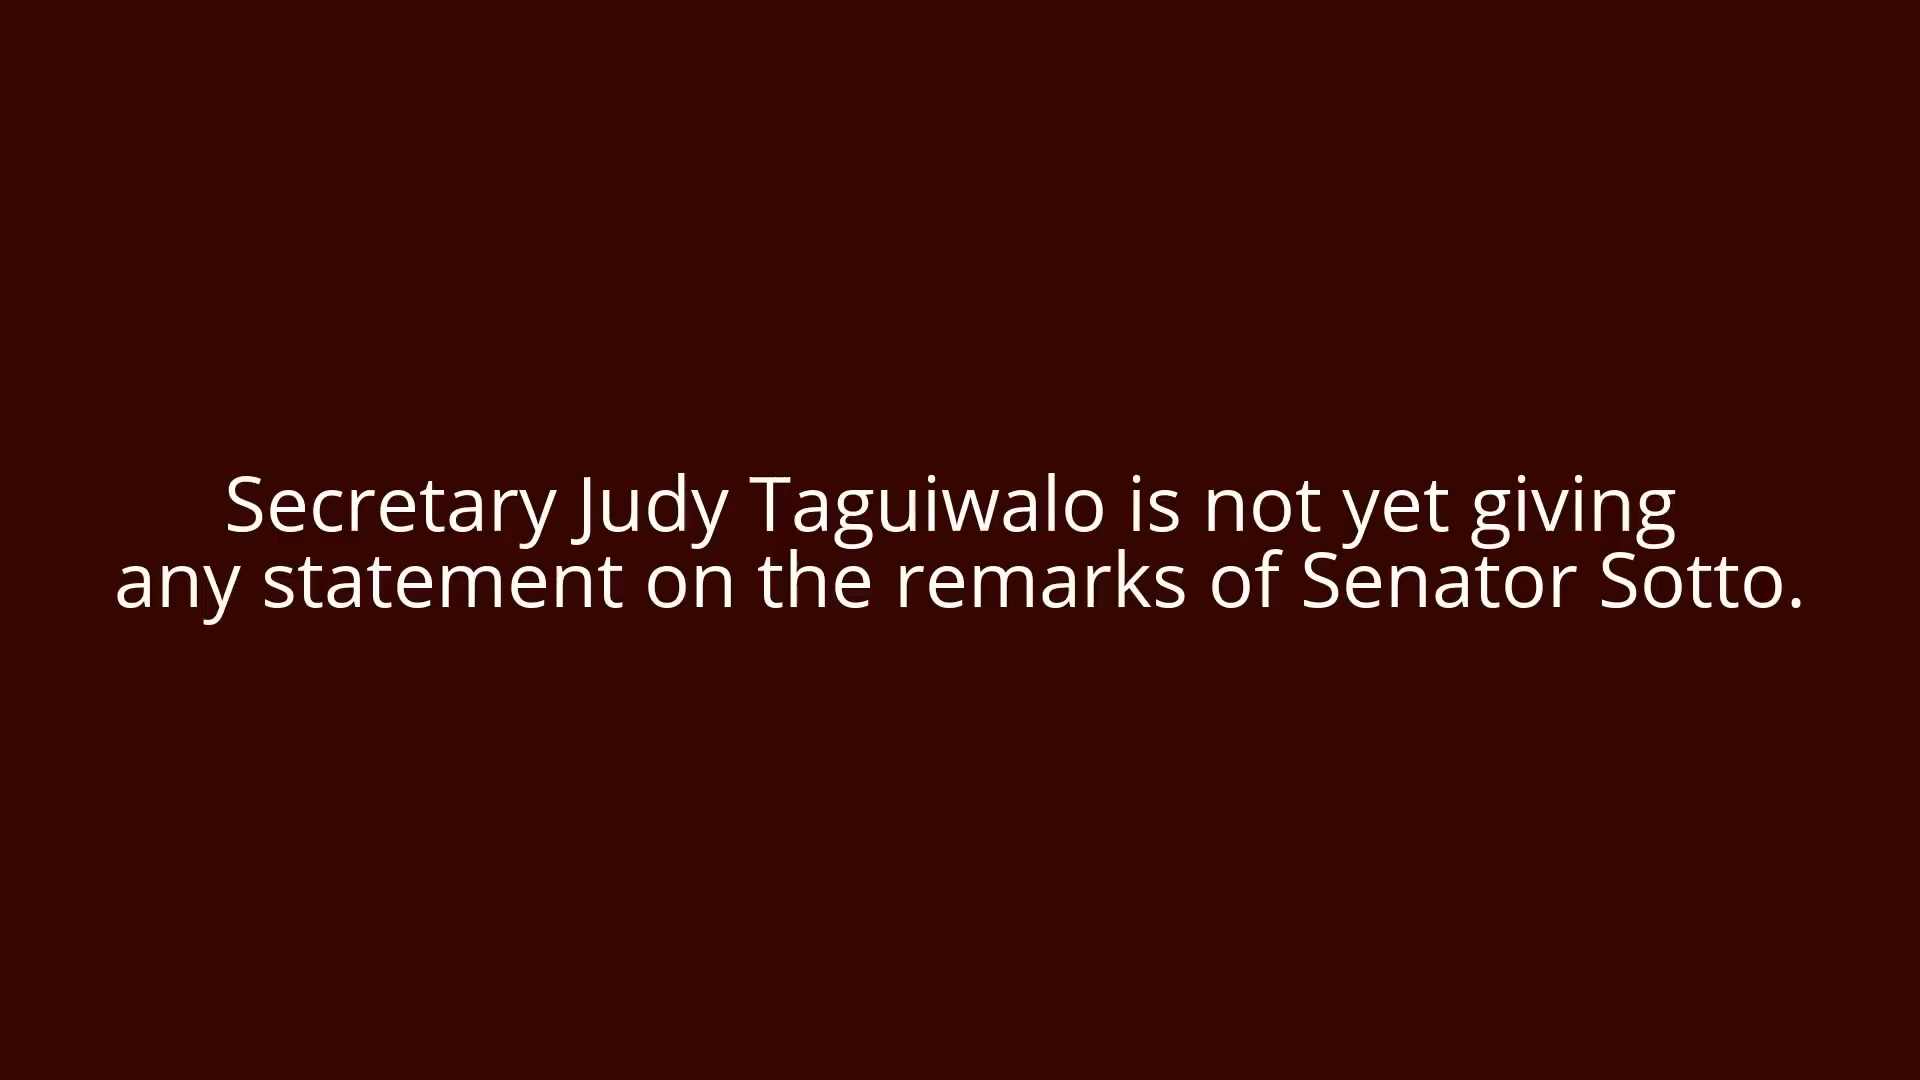 Secretary Judy Taguiwalo is not yet giving
any statement on the remarks of Senator Sotto.